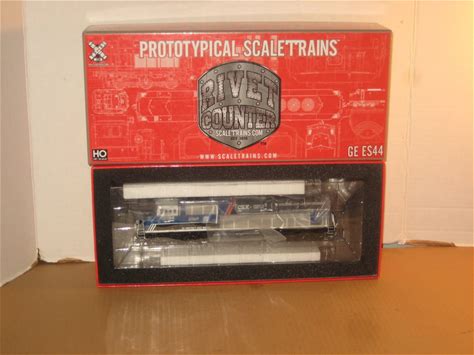 PROTOTYPICAL SCALETRAINS
RIVET
COUNTER
SCALETRAINS.COM
WWW.SCALETRAINS.COM
HO
GE ES44